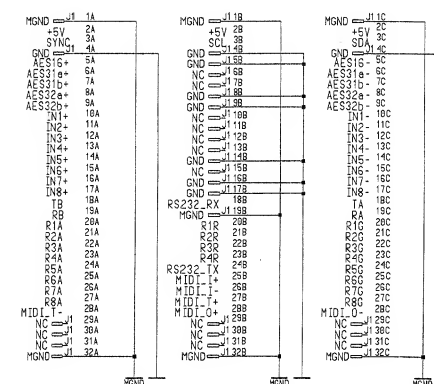 MGND J1 1A
+5V 2A
SYNC 3A
GND J1 4A
AES16+ 5A
AES31a+ 6A
AES31b+ 7A
AES32a+ 8A
AES32b+ 9A
IN1+ 10A
IN2+ 11A
IN3+ 12A
IN4+ 13A
IN5+ 14A
IN6+ 15A
IN7+ 16A
IN8+ 17A
TB 18A
RB 19A
R1A 20A
R2A 21A
R3A 22A
R4A 23A
R5A 24A
R6A 25A
R7A 26A
R8A 27A
MIDI_T- 28A
NC J1 29A
NC J1 30A
NC J1 31A
MGND J1 32A
MGND
MGND J1 1B
+5V 2B
SCL 3B
GND J1 4B
GND J1 5B
NC J1 6B
NC J1 7B
GND J1 8B
GND J1 9B
NC J1 10B
NC J1 11B
NC J1 12B
NC J1 13B
GND J1 14B
NC J1 15B
GND J1 16B
GND J1 17B
RS232_RX 18B
MGND J1 19B
R1R 20B
R2R 21B
R3R 22B
R4R 23B
RS232_TX 24B
MIDI_I+ 25B
MIDI_I- 26B
MIDI_T+ 27B
MIDI_O+ 28B
NC J1 29B
NC J1 30B
NC J1 31B
MGND J1 32B
MGND
MGND J1 1C
+5V 2C
SDA 3C
GND J1 4C
AES16- 5C
AES31a- 6C
AES31b- 7C
AES32a- 8C
AES32b- 9C
IN1- 10C
IN2- 11C
IN3- 12C
IN4- 13C
IN5- 14C
IN6- 15C
IN7- 16C
IN8- 17C
TA 18C
RA 19C
R1G 20C
R2G 21C
R3G 22C
R4G 23C
R5G 24C
R6G 25C
R7G 26C
R8G 27C
MIDI_O- 28C
NC J1 29C
NC J1 30C
NC J1 31C
MGND J1 32C
MGND